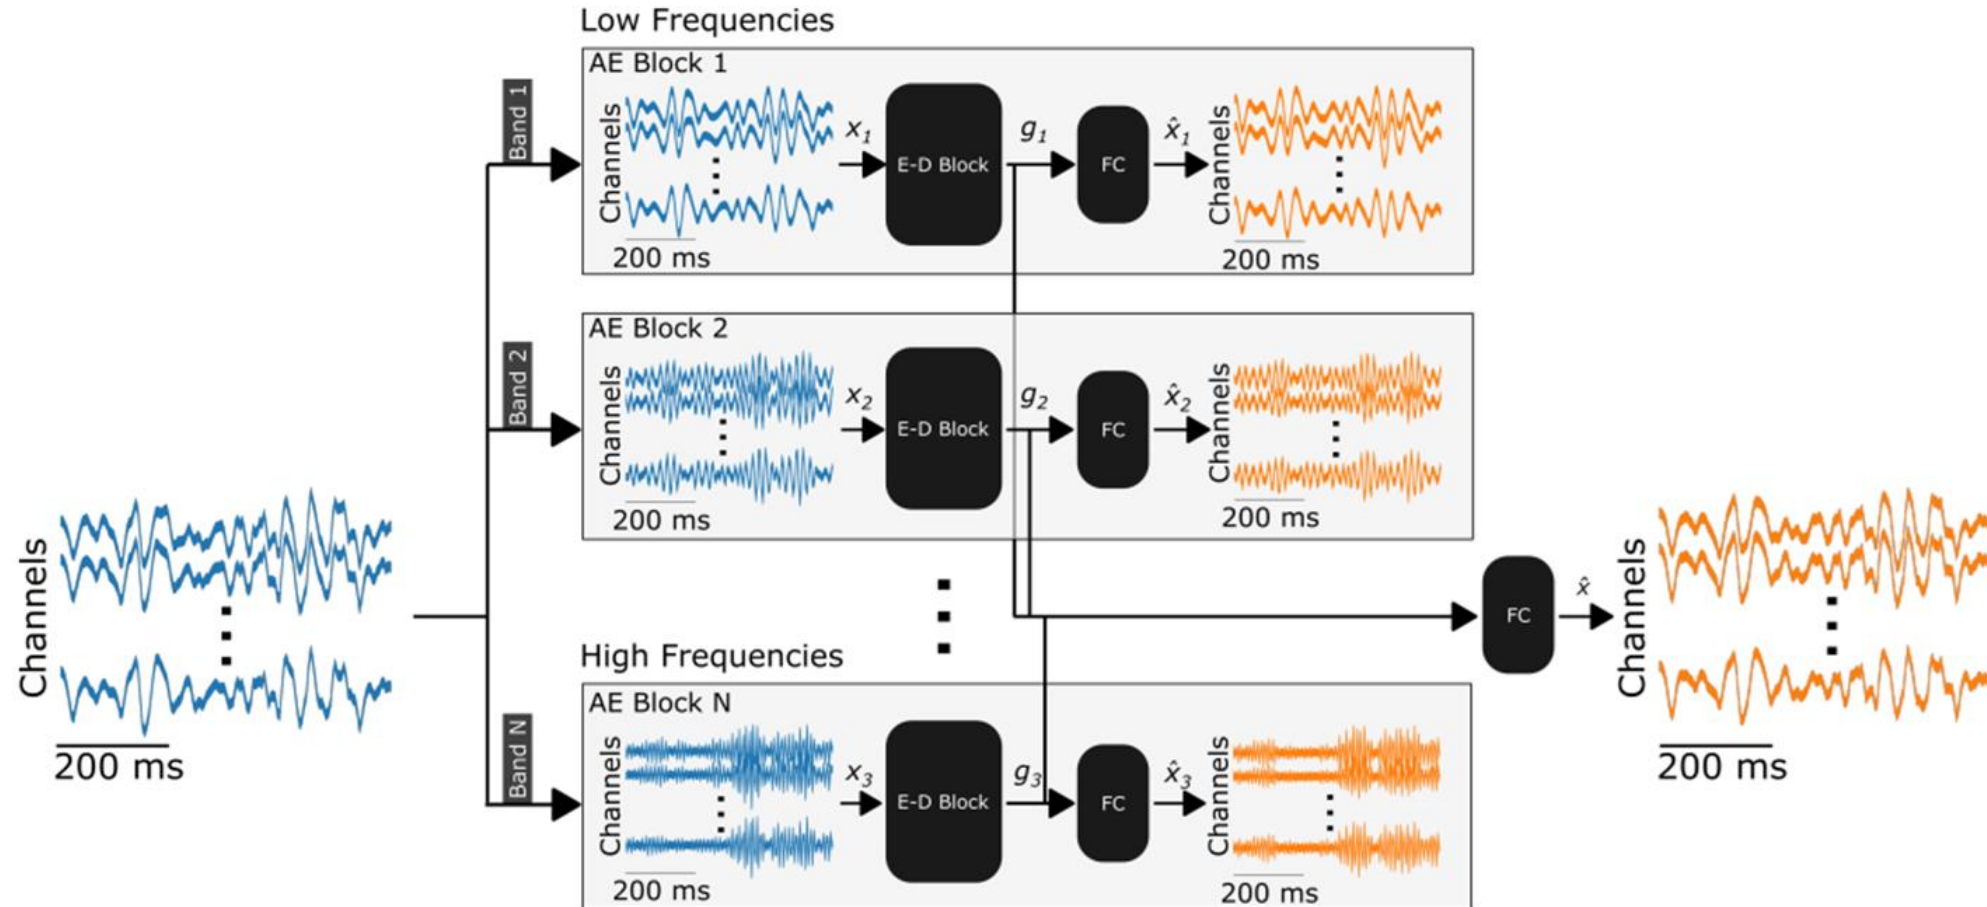 Channels
200 ms
Band 1
Band 2
Band N
Low Frequencies
AE Block 1
Channels
200 ms
x₁
E-D Block
g₁
FC
x̂₁
Channels
200 ms
AE Block 2
Channels
200 ms
x₂
E-D Block
g₂
FC
x̂₂
Channels
200 ms
High Frequencies
AE Block N
Channels
200 ms
x₃
E-D Block
g₃
FC
x̂₃
Channels
200 ms
FC
x̂
Channels
200 ms